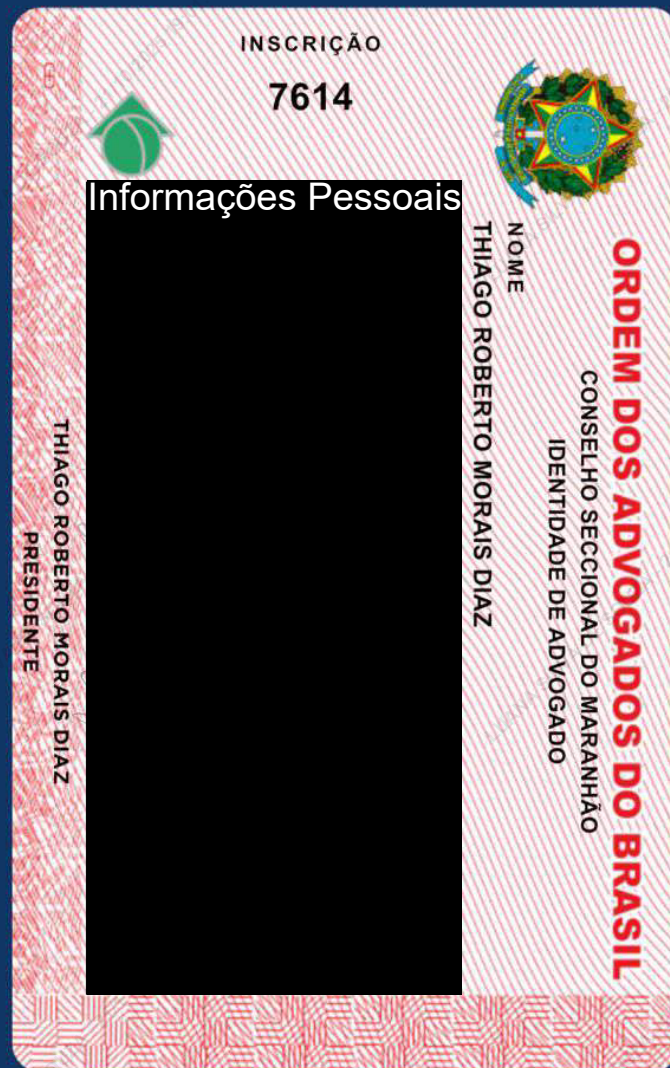 INSCRIÇÃO
7614
ORDEM DOS ADVOGADOS DO BRASIL
CONSELHO SECCIONAL DO MARANHÃO
IDENTIDADE DE ADVOGADO
NOME
THIAGO ROBERTO MORAIS DIAZ
Informações Pessoais
THIAGO ROBERTO MORAIS DIAZ
PRESIDENTE